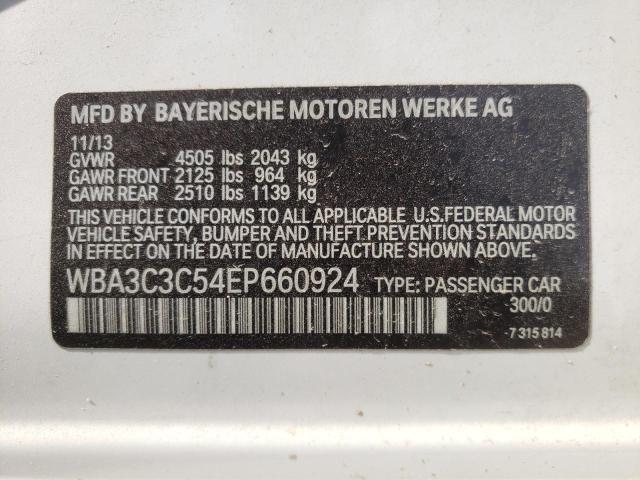 MFD BY BAYERISCHE MOTOREN WERKE AG
11/13
GVWR 4505 lbs 2043 kg
GAWR FRONT 2125 lbs 964 kg
GAWR REAR 2510 lbs 1139 kg
THIS VEHICLE CONFORMS TO ALL APPLICABLE U.S.FEDERAL MOTOR
VEHICLE SAFETY, BUMPER AND THEFT PREVENTION STANDARDS
IN EFFECT ON THE DATE OF MANUFACTURE SHOWN ABOVE.
WBA3C3C54EP660924 TYPE: PASSENGER CAR
300/0
7 315 814